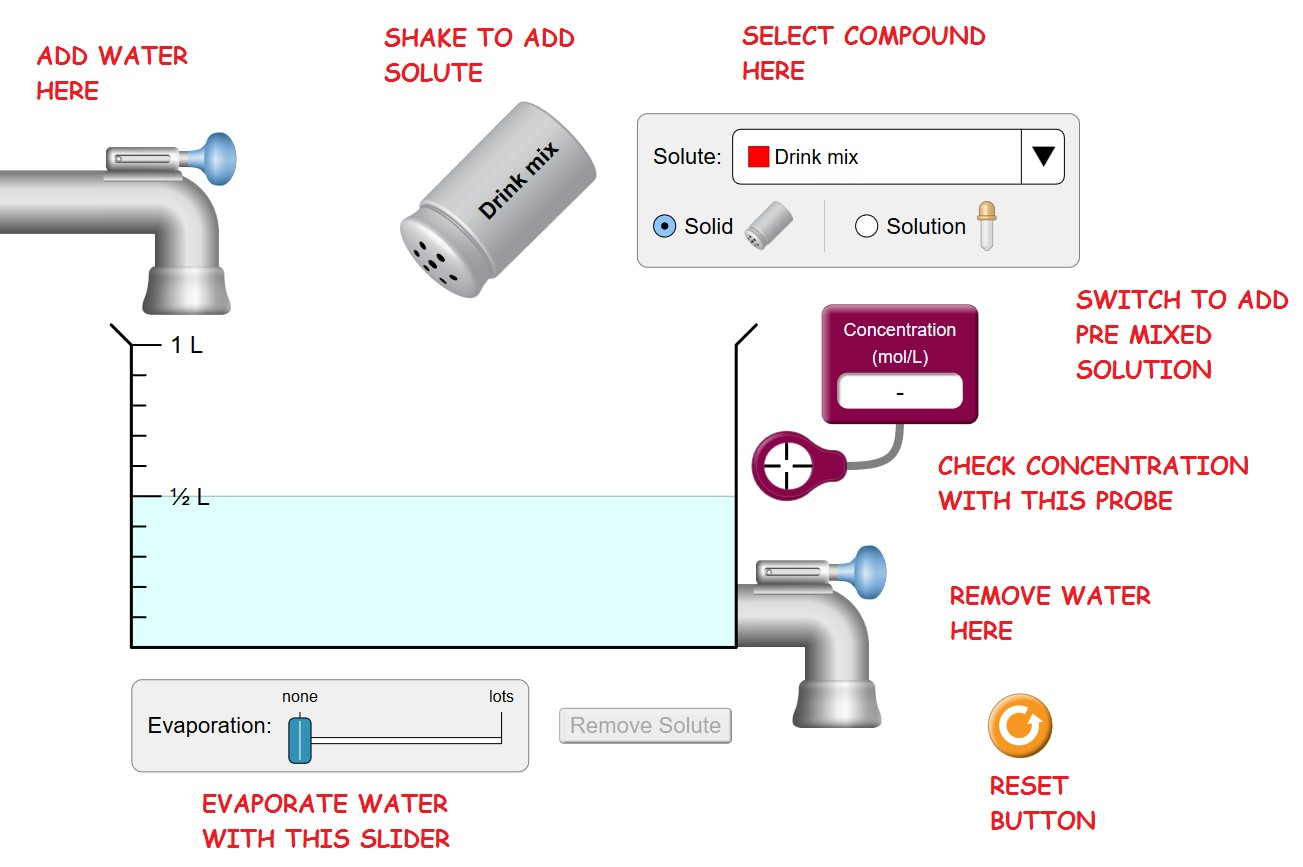 ADD WATER
HERE
SHAKE TO ADD
SOLUTE
SELECT COMPOUND
HERE
Drink mix
Solute:
Drink mix
Solid
Solution
SWITCH TO ADD
PRE MIXED
SOLUTION
Concentration
(mol/L)
-
1 L
½ L
CHECK CONCENTRATION
WITH THIS PROBE
REMOVE WATER
HERE
none
lots
Evaporation:
Remove Solute
EVAPORATE WATER
WITH THIS SLIDER
RESET
BUTTON